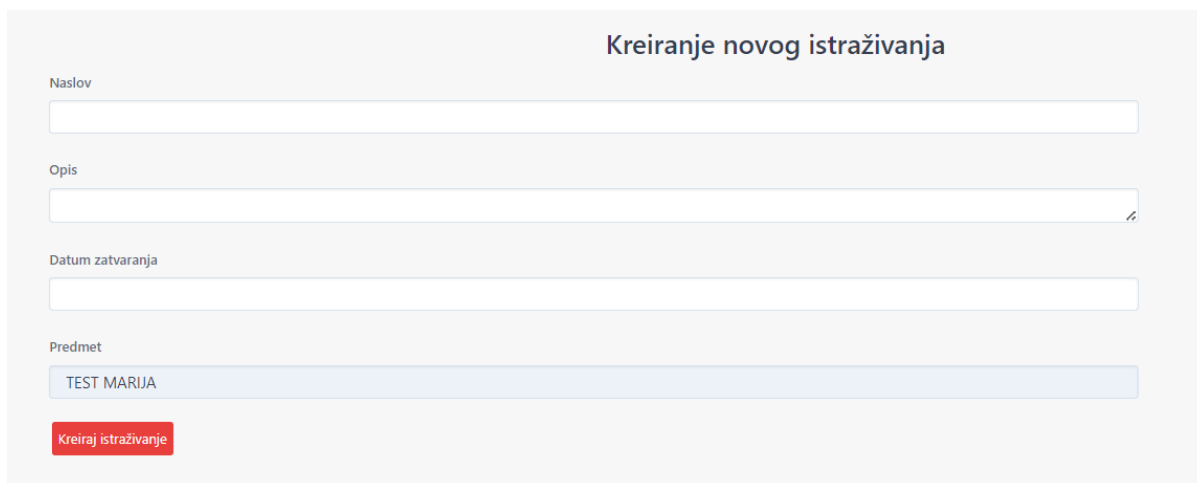 Kreiranje novog istraživanja
Naslov
Opis
Datum zatvaranja
Predmet
TEST MARIJA
Kreiraj istraživanje